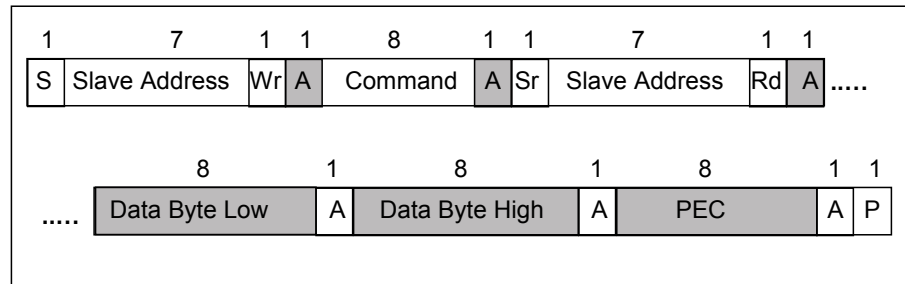 1 7 1 1 8 1 1 7 1 1
S Slave Address Wr A Command A Sr Slave Address Rd A .....
8 1 8 1 8 1 1
..... Data Byte Low A Data Byte High A PEC A P